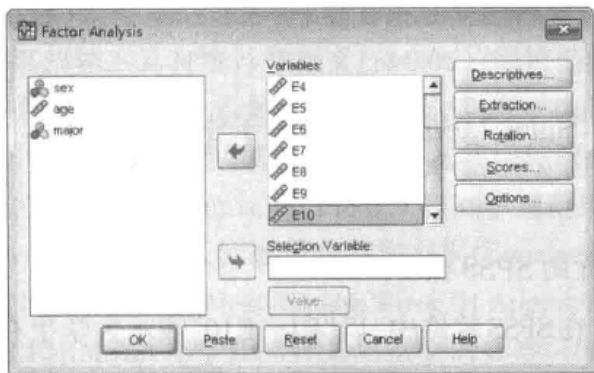 Factor Analysis
sex
age
major
Variables:
E4
E5
E6
E7
E8
E9
E10
Selection Variable:
Value...
Descriptives...
Extraction...
Rotation...
Scores...
Options...
OK
Paste
Reset
Cancel
Help